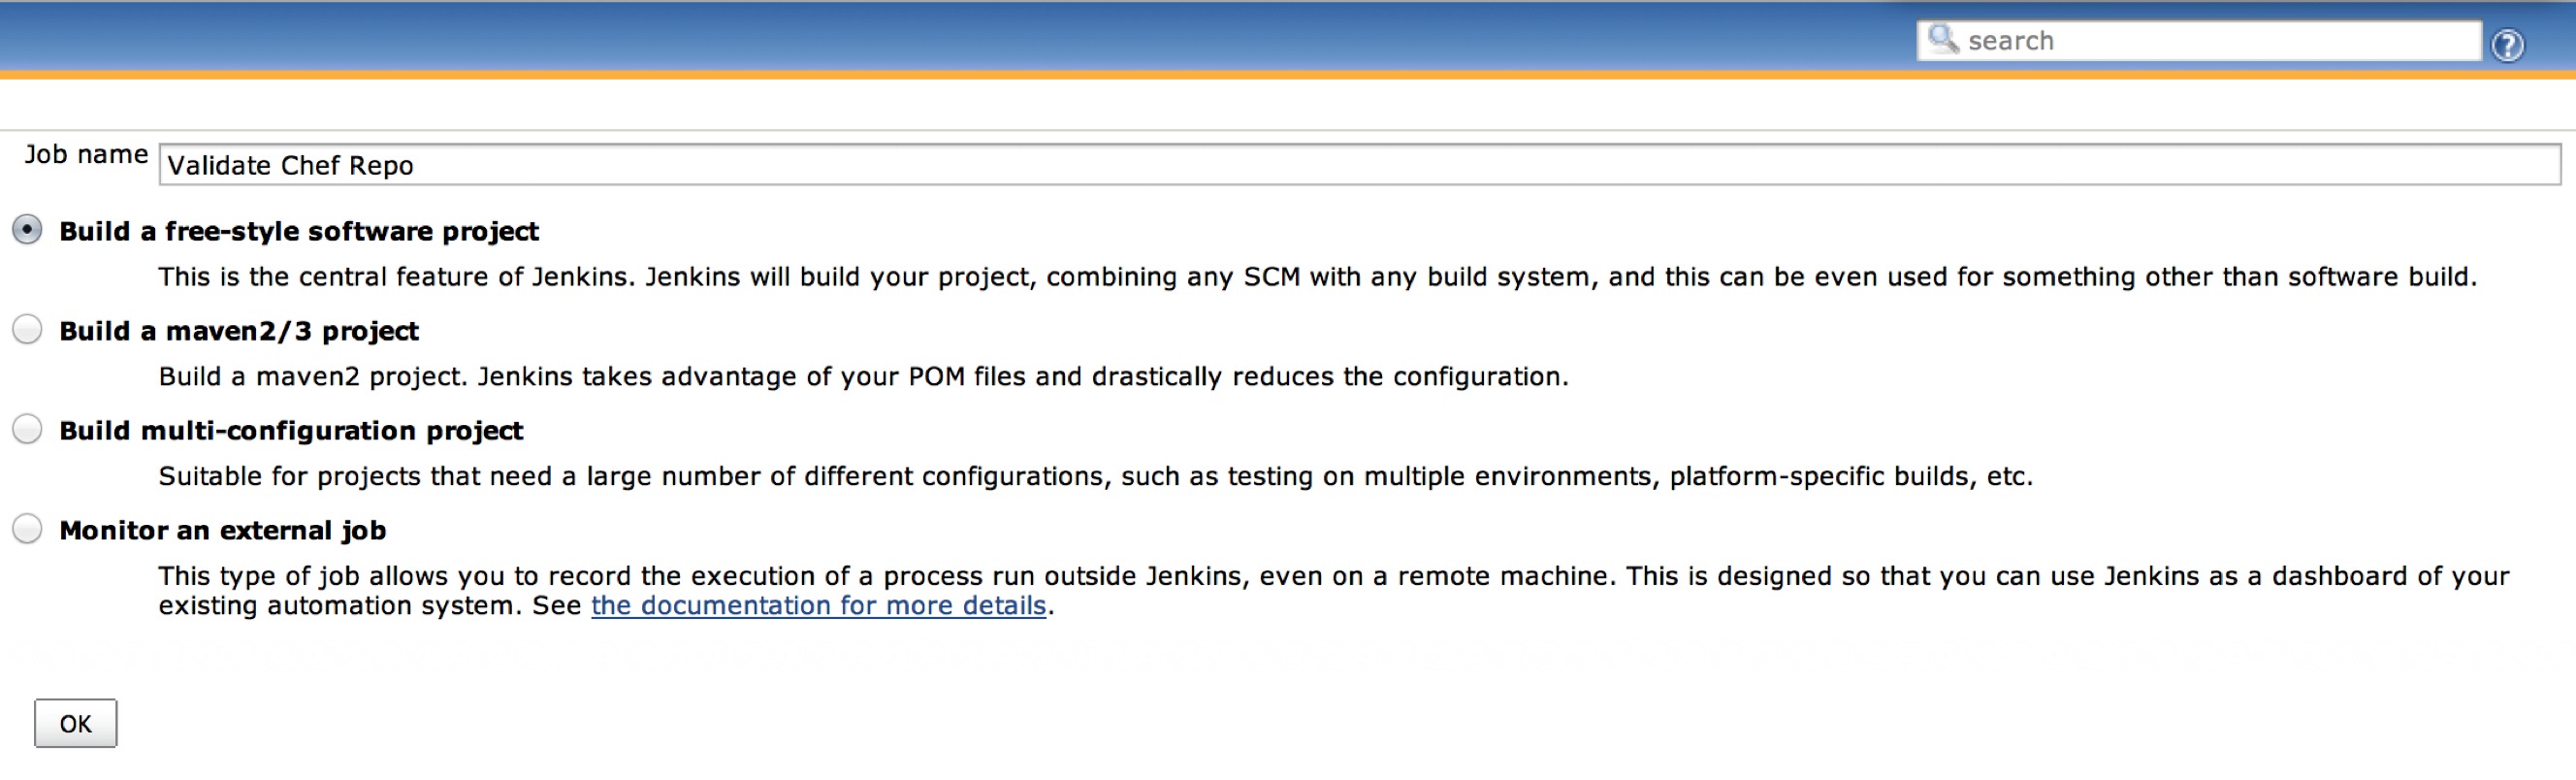 search
Job name Validate Chef Repo
Build a free-style software project
This is the central feature of Jenkins. Jenkins will build your project, combining any SCM with any build system, and this can be even used for something other than software build.
Build a maven2/3 project
Build a maven2 project. Jenkins takes advantage of your POM files and drastically reduces the configuration.
Build multi-configuration project
Suitable for projects that need a large number of different configurations, such as testing on multiple environments, platform-specific builds, etc.
Monitor an external job
This type of job allows you to record the execution of a process run outside Jenkins, even on a remote machine. This is designed so that you can use Jenkins as a dashboard of your
existing automation system. See the documentation for more details.
OK